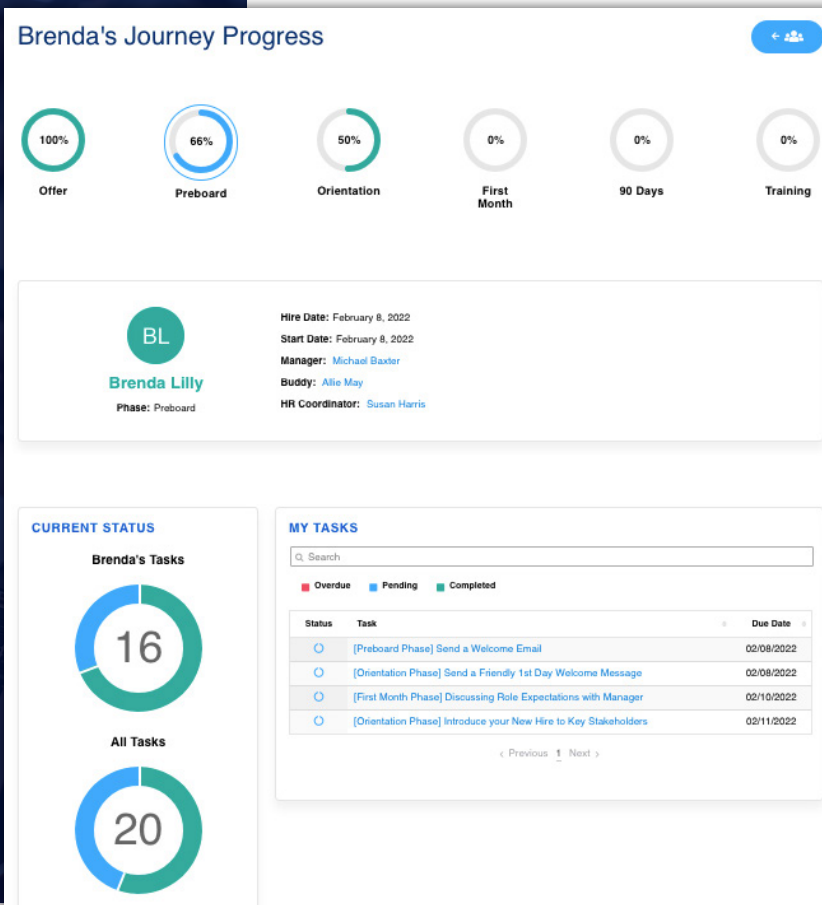 Brenda's Journey Progress
100%
66%
50%
0%
0%
0%
Offer
Preboard
Orientation
First
Month
90 Days
Training
BL
Brenda Lilly
Phase: Preboard
Hire Date: February 8, 2022
Start Date: February 8, 2022
Manager: Michael Baxter
Buddy: Allie May
HR Coordinator: Susan Harris
CURRENT STATUS
Brenda's Tasks
16
All Tasks
20
MY TASKS
Search
Overdue Pending Completed
Status Task Due Date
[Preboard Phase] Send a Welcome Email 02/08/2022
[Orientation Phase] Send a Friendly 1st Day Welcome Message 02/08/2022
[First Month Phase] Discussing Role Expectations with Manager 02/10/2022
[Orientation Phase] Introduce your New Hire to Key Stakeholders 02/11/2022
‹ Previous 1 Next ›